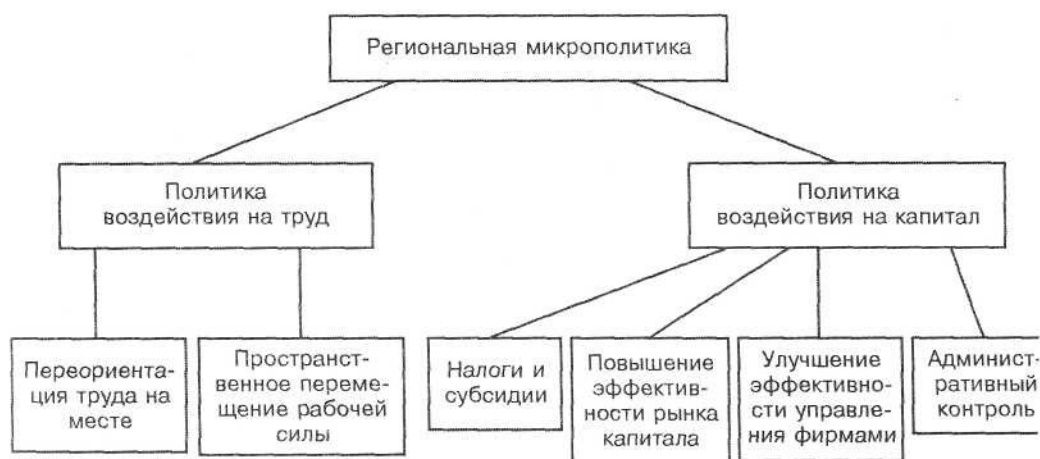 Региональная микрополитика
Политика
воздействия на труд
Политика
воздействия на капитал
Переориента-
ция труда на
месте
Пространст-
венное переме-
щение рабочей
силы
Налоги и
субсидии
Повышение
эффектив-
ности рынка
капитала
Улучшение
эффективно-
сти управле-
ния фирмами
Админист-
ративный
контроль